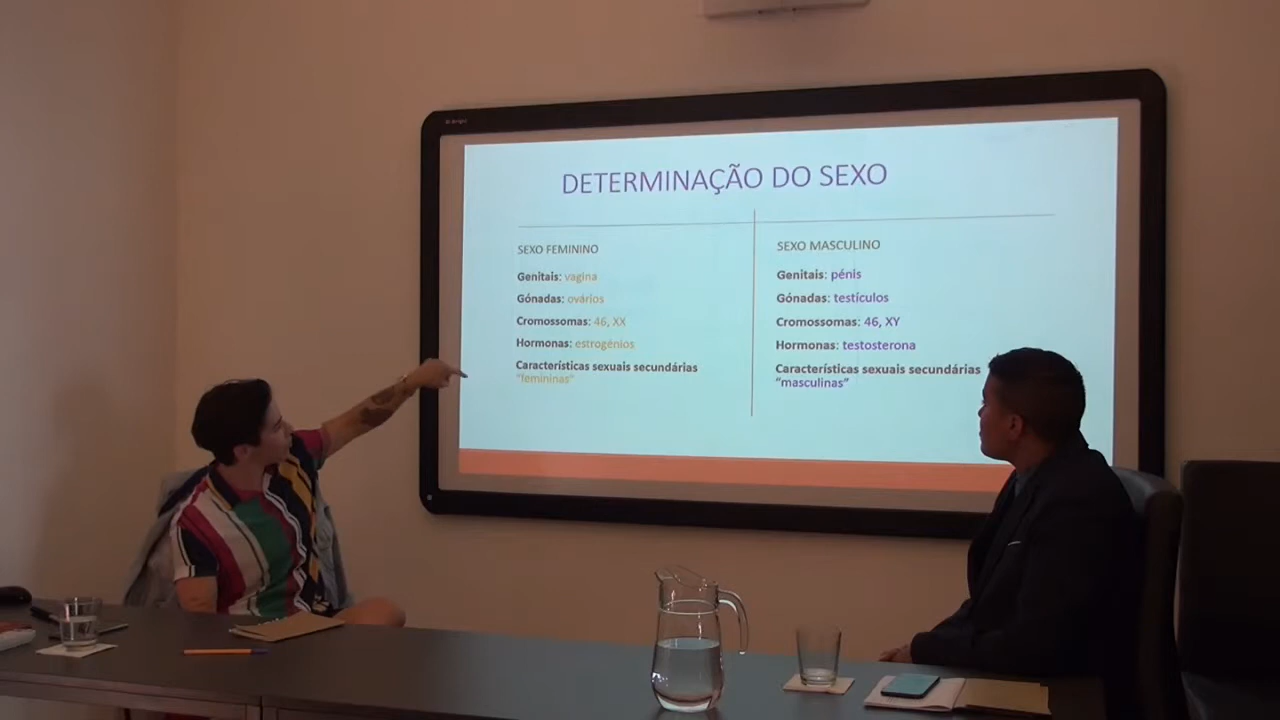 DETERMINAÇÃO DO SEXO
SEXO FEMININO
Genitais: vagina
Gónadas: ovários
Cromossomas: 46, XX
Hormonas: estrogénios
Características sexuais secundárias
"femininas"
SEXO MASCULINO
Genitais: pénis
Gónadas: testículos
Cromossomas: 46, XY
Hormonas: testosterona
Características sexuais secundárias
"masculinas"